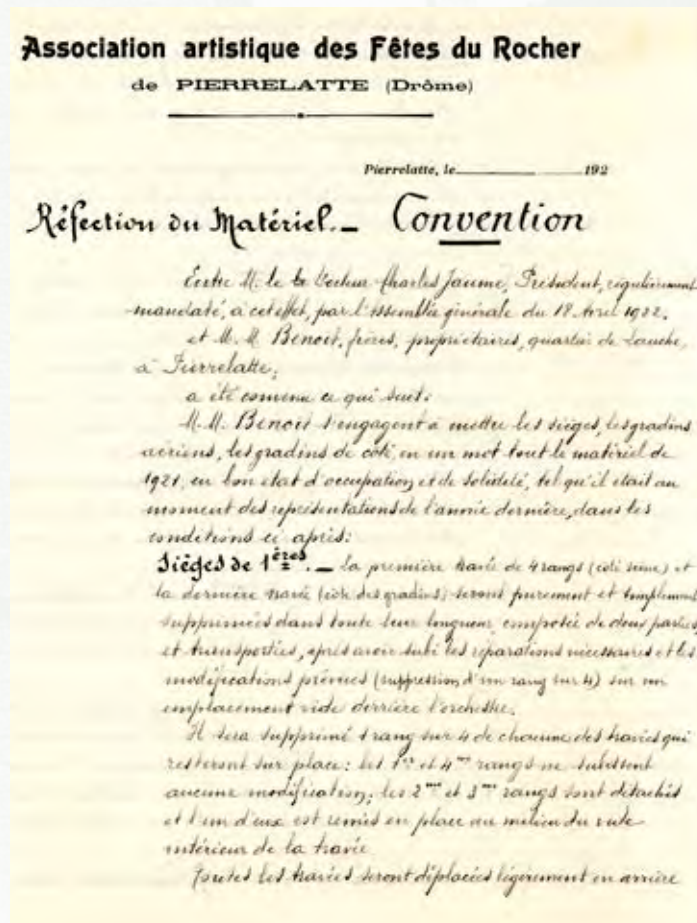 Association artistique des Fêtes du Rocher
de PIERRELATTE (Drôme)
Pierrelatte, le 192
Réfection du Matériel._ Convention
Entre M. le Docteur Charles Jaume, Président, régulièrement
mandaté, à cet effet, par l'Assemblée générale du 18 Avril 1922,
et M. M. Benoit, frères, propriétaires, quartier de
à Pierrelatte,
a été convenu ce qui suit:
M. M. Benoit s'engagent à mettre les sièges, les gradins
aériens, les gradins de côté, en un mot tout le matériel de
1921, en bon état d'occupation et de solidité, tel qu'il était au
moment des représentations de l'année dernière, dans les
conditions ci après:
Sièges de 1ères._ La première travée de 4 rangs (côté scène) et
la dernière travée (côté des gradins) seront purement et simplement
supprimées dans toute leur longueur, composée de deux parties,
et transportées, après avoir subi les réparations nécessaires et les
modifications prévues (suppression d'un rang sur 4) sur un
emplacement vide derrière l'orchestre.
Il sera supprimé 1 rang sur 4 de chacune des travées qui
resteront sur place: les 1er et 4me rangs ne subissent
aucune modification; les 2me et 3me rangs sont détachés
et l'un d'eux est remis en place au milieu du vide
intérieur de la travée
Toutes les travées seront déplacées légèrement en arrière